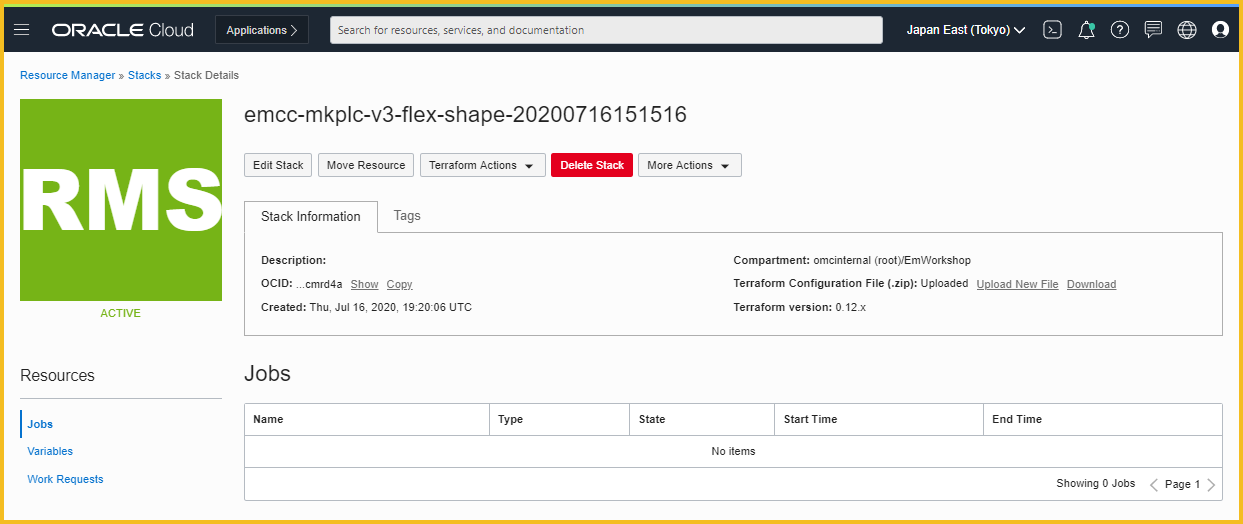 ORACLE Cloud Applications Search for resources, services, and documentation Japan East (Tokyo)
Resource Manager » Stacks » Stack Details
RMS
ACTIVE
emcc-mkplc-v3-flex-shape-20200716151516
Edit Stack Move Resource Terraform Actions Delete Stack More Actions
Stack Information Tags
Description:
OCID: ...cmrd4a Show Copy
Created: Thu, Jul 16, 2020, 19:20:06 UTC
Compartment: omcinternal (root)/EmWorkshop
Terraform Configuration File (.zip): Uploaded Upload New File Download
Terraform version: 0.12.x
Resources
Jobs
Variables
Work Requests
Jobs
Name Type State Start Time End Time
No items
Showing 0 Jobs Page 1